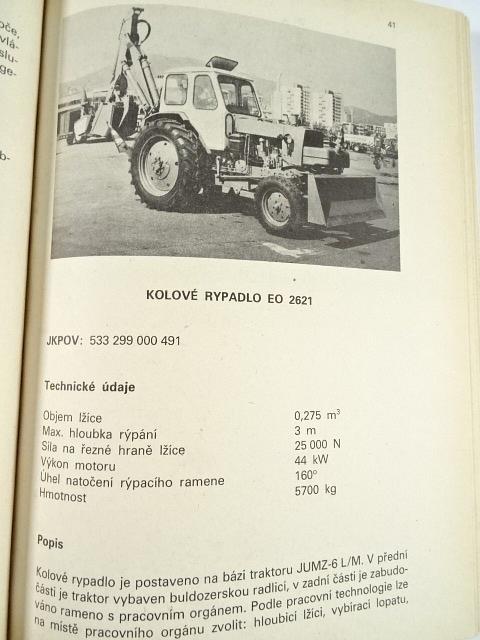 oče,
vlá-
slu-
ge-
b-
41
KOLOVÉ RYPADLO EO 2621
JKPOV: 533 299 000 491
Technické údaje
Objem lžíce 0,275 m³
Max. hloubka rýpání 3 m
Síla na řezné hraně lžíce 25 000 N
Výkon motoru 44 kW
Úhel natočení rýpacího ramene 160°
Hmotnost 5700 kg
Popis
Kolové rypadlo je postaveno na bázi traktoru JUMZ-6 L/M. V přední
části je traktor vybaven buldozerskou radlicí, v zadní části je zabudo-
váno rameno s pracovním orgánem. Podle pracovní technologie lze
na místě pracovního orgánu zvolit: hloubicí lžíci, vybírací lopatu,